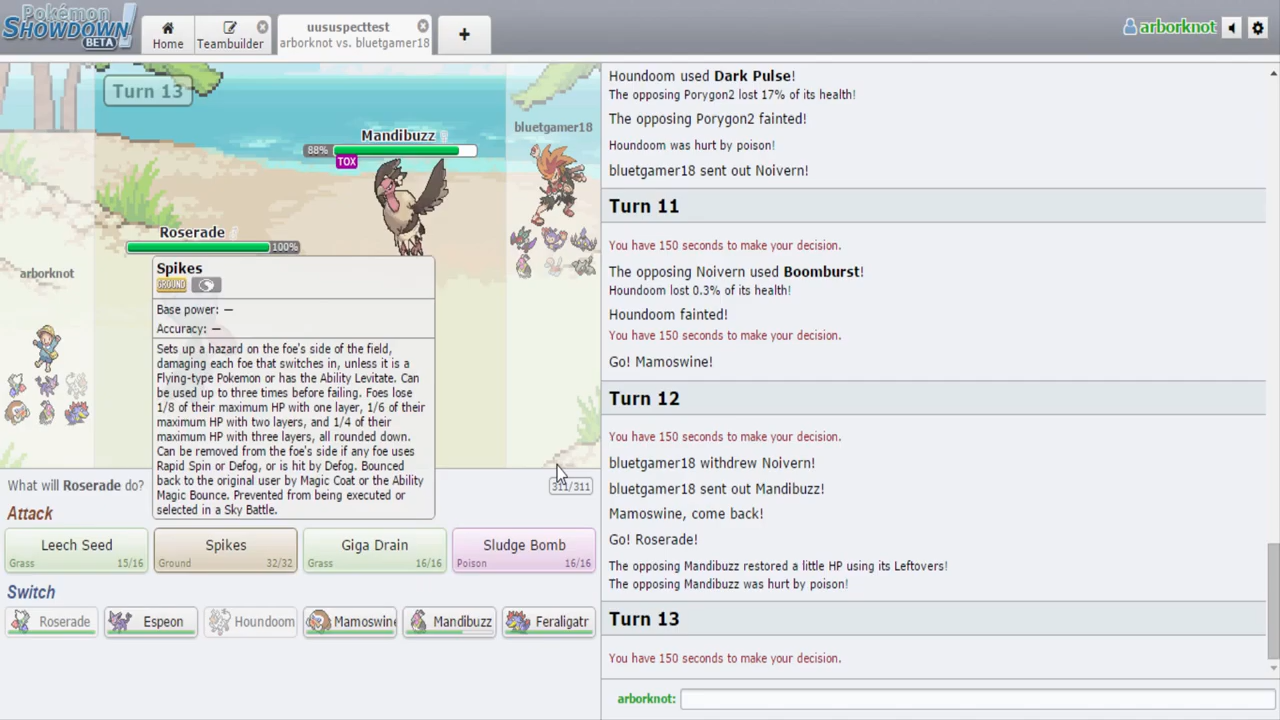 Pokémon
SHOWDOWN!
BETA
Home
Teambuilder
uususpecttest
arborknot vs. bluetgamer18
+
arborknot
Turn 13
bluetgamer18
Mandibuzz
88%
TOX
Roserade
100%
arborknot
Spikes
GROUND
Base power: —
Accuracy: —
Sets up a hazard on the foe's side of the field,
damaging each foe that switches in, unless it is a
Flying-type Pokemon or has the Ability Levitate. Can
be used up to three times before failing. Foes lose
1/8 of their maximum HP with one layer, 1/6 of their
maximum HP with two layers, and 1/4 of their
maximum HP with three layers, all rounded down.
Can be removed from the foe's side if any foe uses
Rapid Spin or Defog, or is hit by Defog. Bounced
back to the original user by Magic Coat or the Ability
Magic Bounce. Prevented from being executed or
selected in a Sky Battle.
What will Roserade do?
311/311
Attack
Leech Seed
Grass 15/16
Spikes
Ground 32/32
Giga Drain
Grass 16/16
Sludge Bomb
Poison 16/16
Switch
Roserade
Espeon
Houndoom
Mamoswine
Mandibuzz
Feraligatr
Houndoom used Dark Pulse!
The opposing Porygon2 lost 17% of its health!
The opposing Porygon2 fainted!
Houndoom was hurt by poison!
bluetgamer18 sent out Noivern!
Turn 11
You have 150 seconds to make your decision.
The opposing Noivern used Boomburst!
Houndoom lost 0.3% of its health!
Houndoom fainted!
You have 150 seconds to make your decision.
Go! Mamoswine!
Turn 12
You have 150 seconds to make your decision.
bluetgamer18 withdrew Noivern!
bluetgamer18 sent out Mandibuzz!
Mamoswine, come back!
Go! Roserade!
The opposing Mandibuzz restored a little HP using its Leftovers!
The opposing Mandibuzz was hurt by poison!
Turn 13
You have 150 seconds to make your decision.
arborknot: